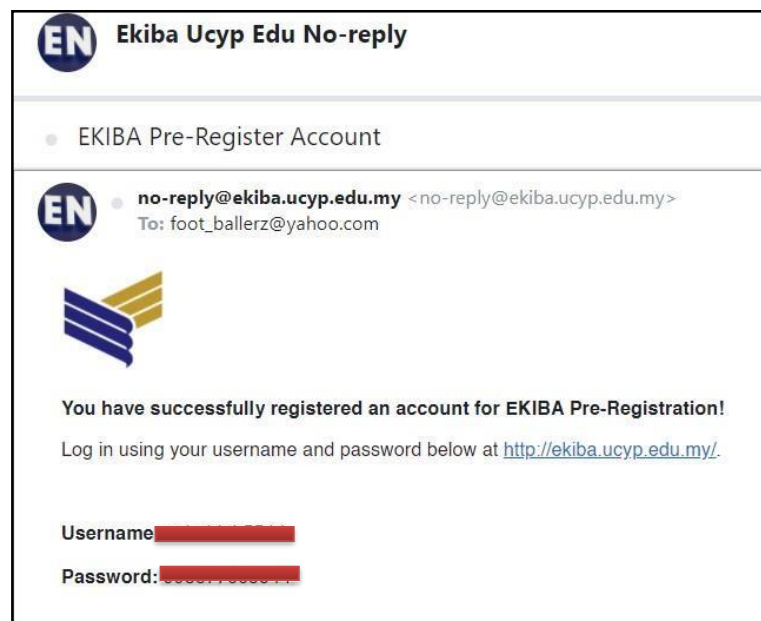 EN Ekiba Ucyp Edu No-reply
EKIBA Pre-Register Account
EN no-reply@ekiba.ucyp.edu.my <no-reply@ekiba.ucyp.edu.my>
To: foot_ballerz@yahoo.com
You have successfully registered an account for EKIBA Pre-Registration!
Log in using your username and password below at http://ekiba.ucyp.edu.my/.
Username
Password: